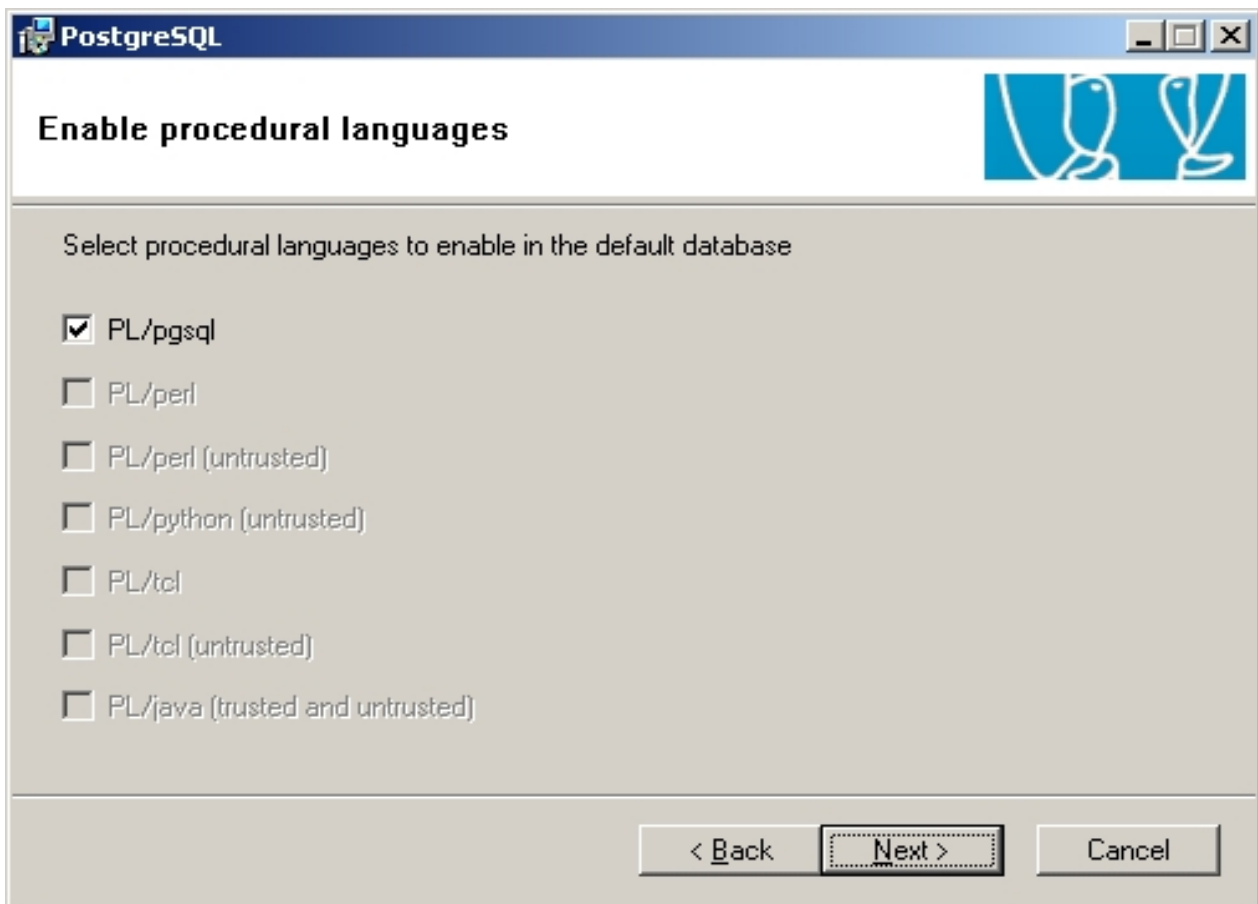 PostgreSQL
Enable procedural languages
Select procedural languages to enable in the default database
PL/pgsql
PL/perl
PL/perl (untrusted)
PL/python (untrusted)
PL/tcl
PL/tcl (untrusted)
PL/java (trusted and untrusted)
< Back Next > Cancel